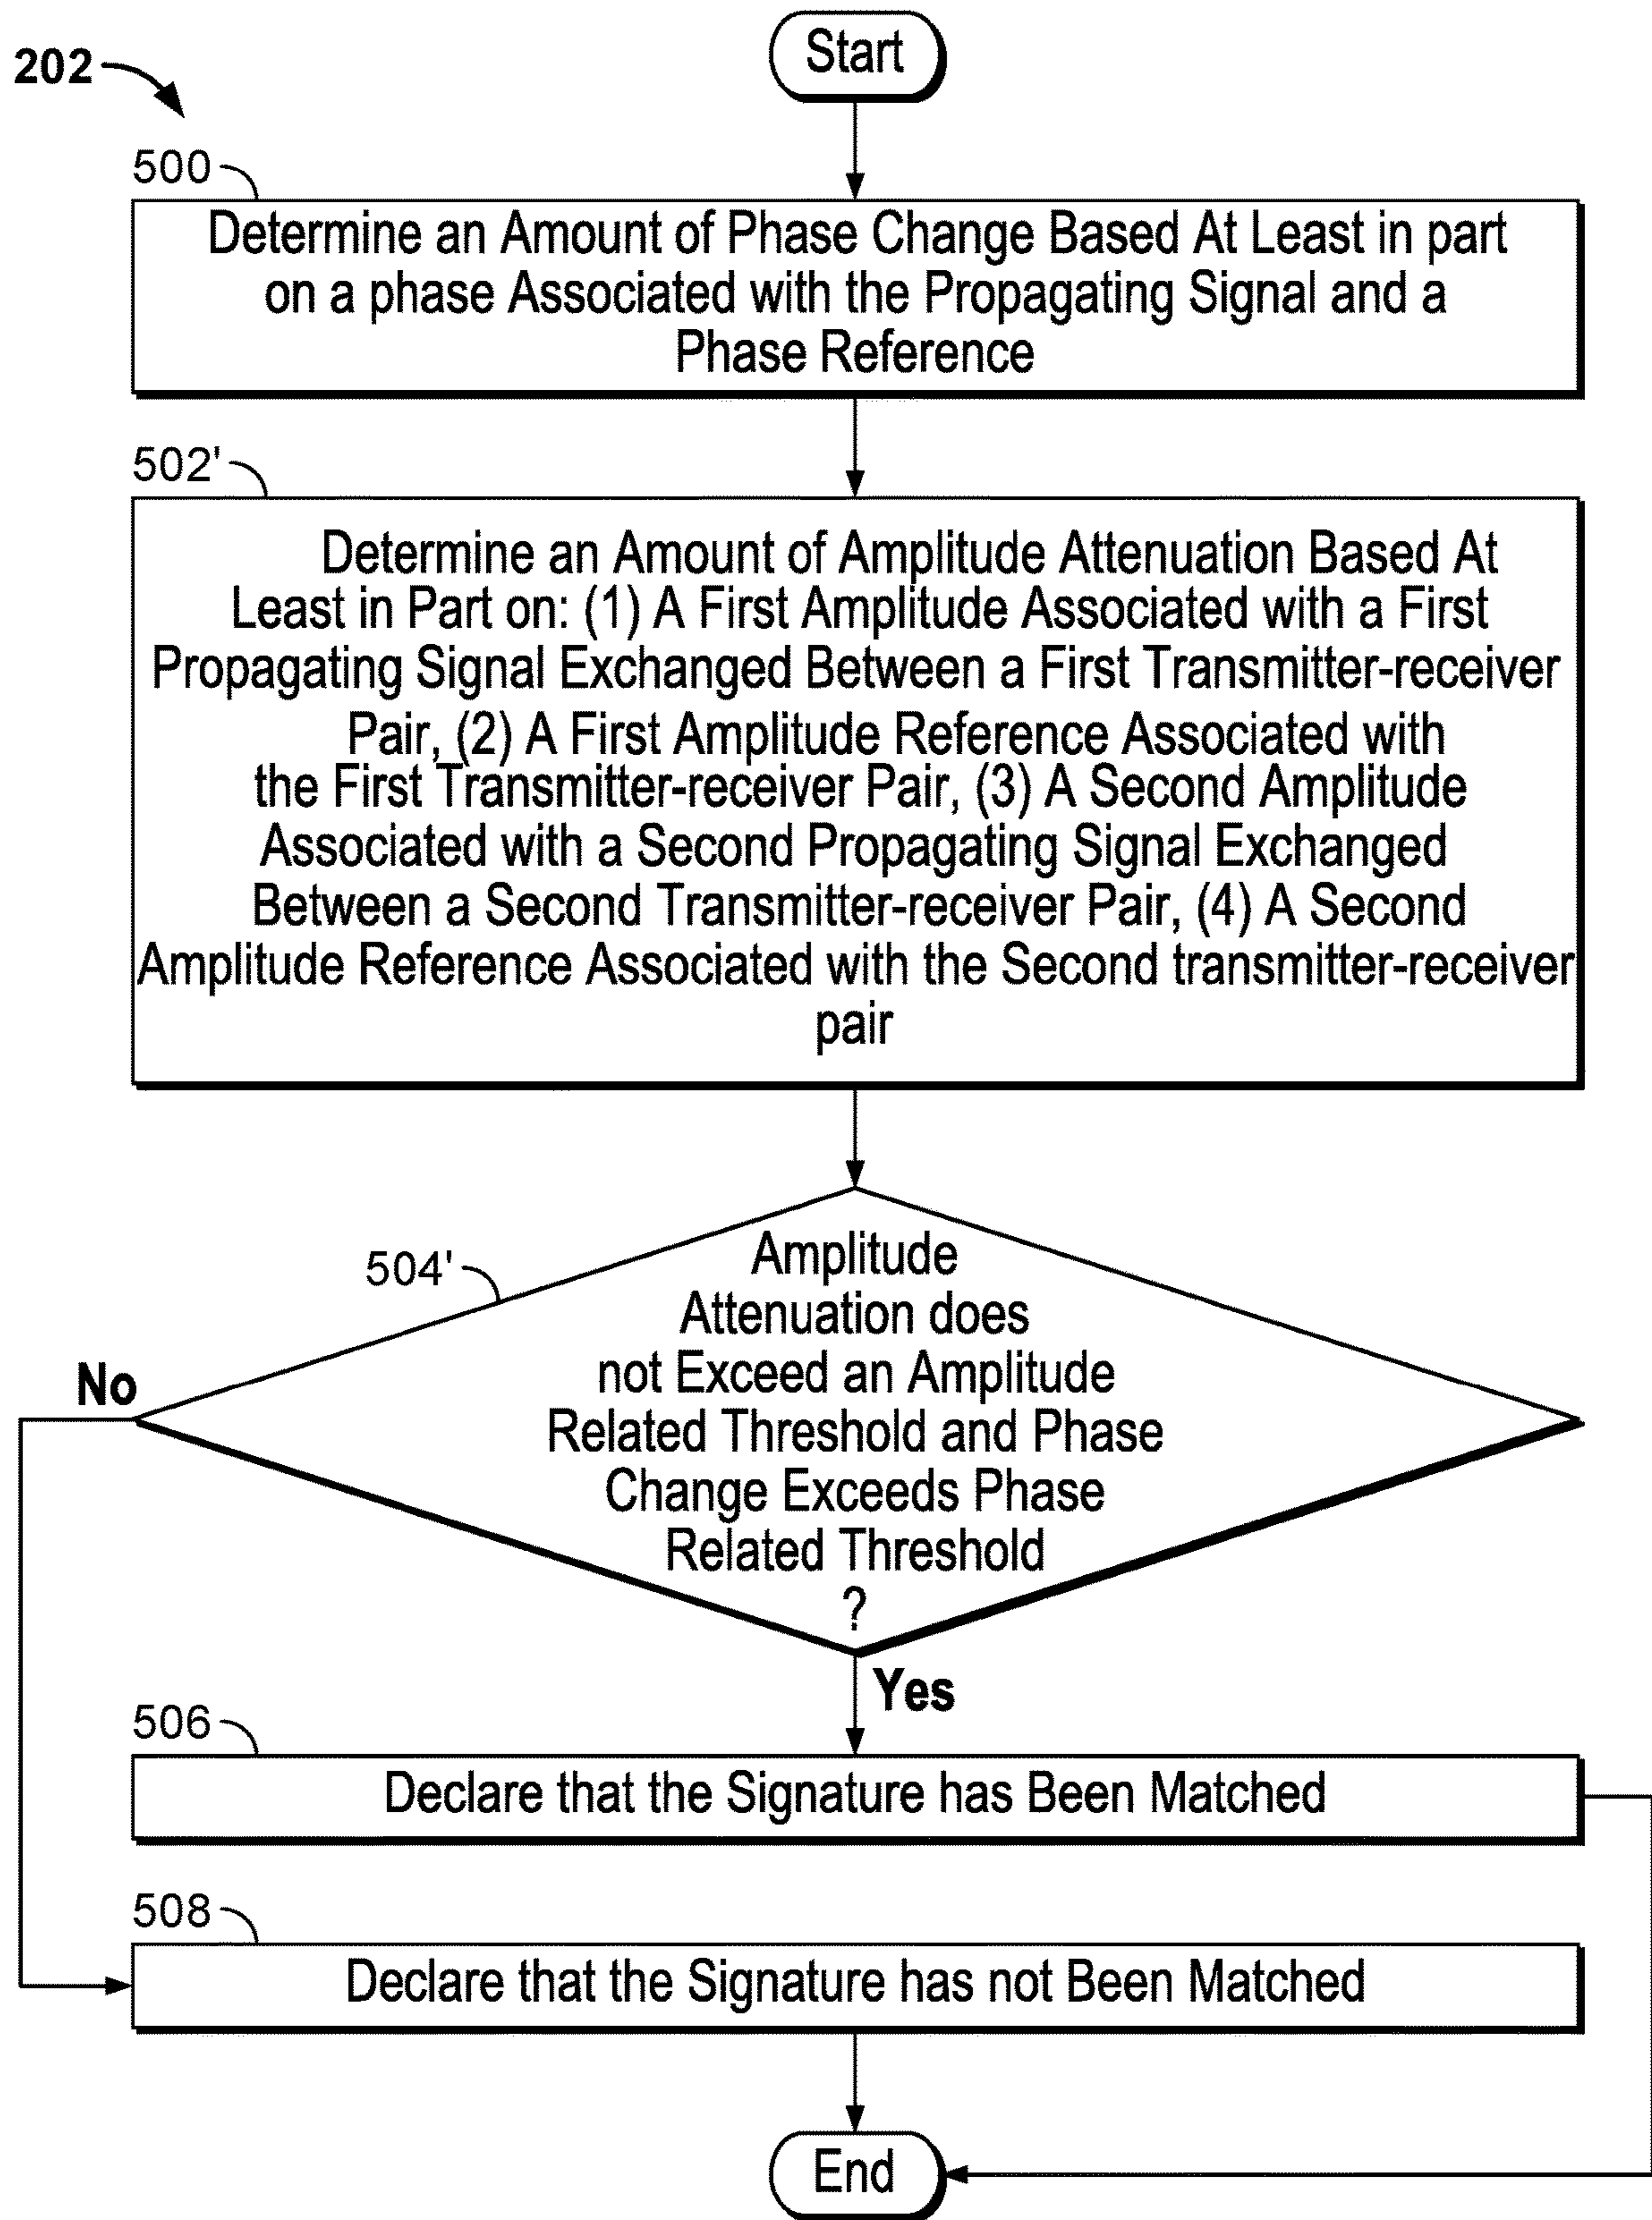 Start
202
500
Determine an Amount of Phase Change Based At Least in part
on a phase Associated with the Propagating Signal and a
Phase Reference
502'
Determine an Amount of Amplitude Attenuation Based At
Least in Part on: (1) A First Amplitude Associated with a First
Propagating Signal Exchanged Between a First Transmitter-receiver
Pair, (2) A First Amplitude Reference Associated with
the First Transmitter-receiver Pair, (3) A Second Amplitude
Associated with a Second Propagating Signal Exchanged
Between a Second Transmitter-receiver Pair, (4) A Second
Amplitude Reference Associated with the Second transmitter-receiver
pair
504'
Amplitude
Attenuation does
not Exceed an Amplitude
Related Threshold and Phase
Change Exceeds Phase
Related Threshold
?
No
Yes
506
Declare that the Signature has Been Matched
508
Declare that the Signature has not Been Matched
End